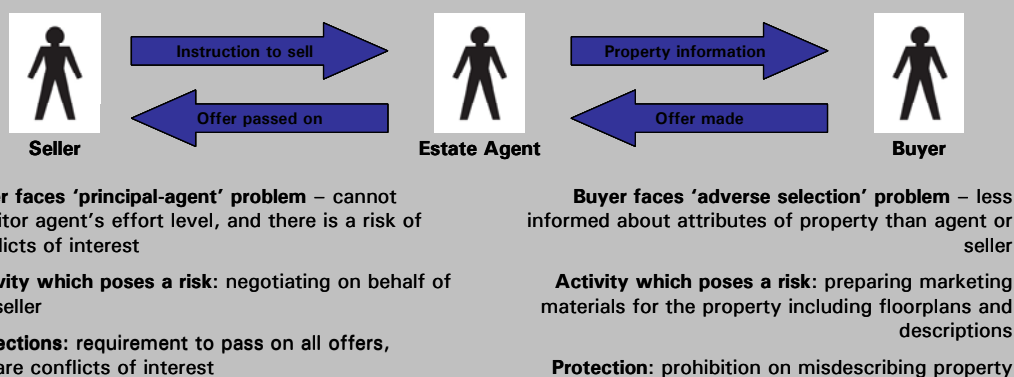 Instruction to sell
Property information
Offer passed on
Offer made
Seller
Estate Agent
Buyer
er faces ‘principal-agent’ problem – cannot
itor agent’s effort level, and there is a risk of
licts of interest
vity which poses a risk: negotiating on behalf of
seller
ections: requirement to pass on all offers,
are conflicts of interest
Buyer faces ‘adverse selection’ problem – less
informed about attributes of property than agent or
seller
Activity which poses a risk: preparing marketing
materials for the property including floorplans and
descriptions
Protection: prohibition on misdescribing property